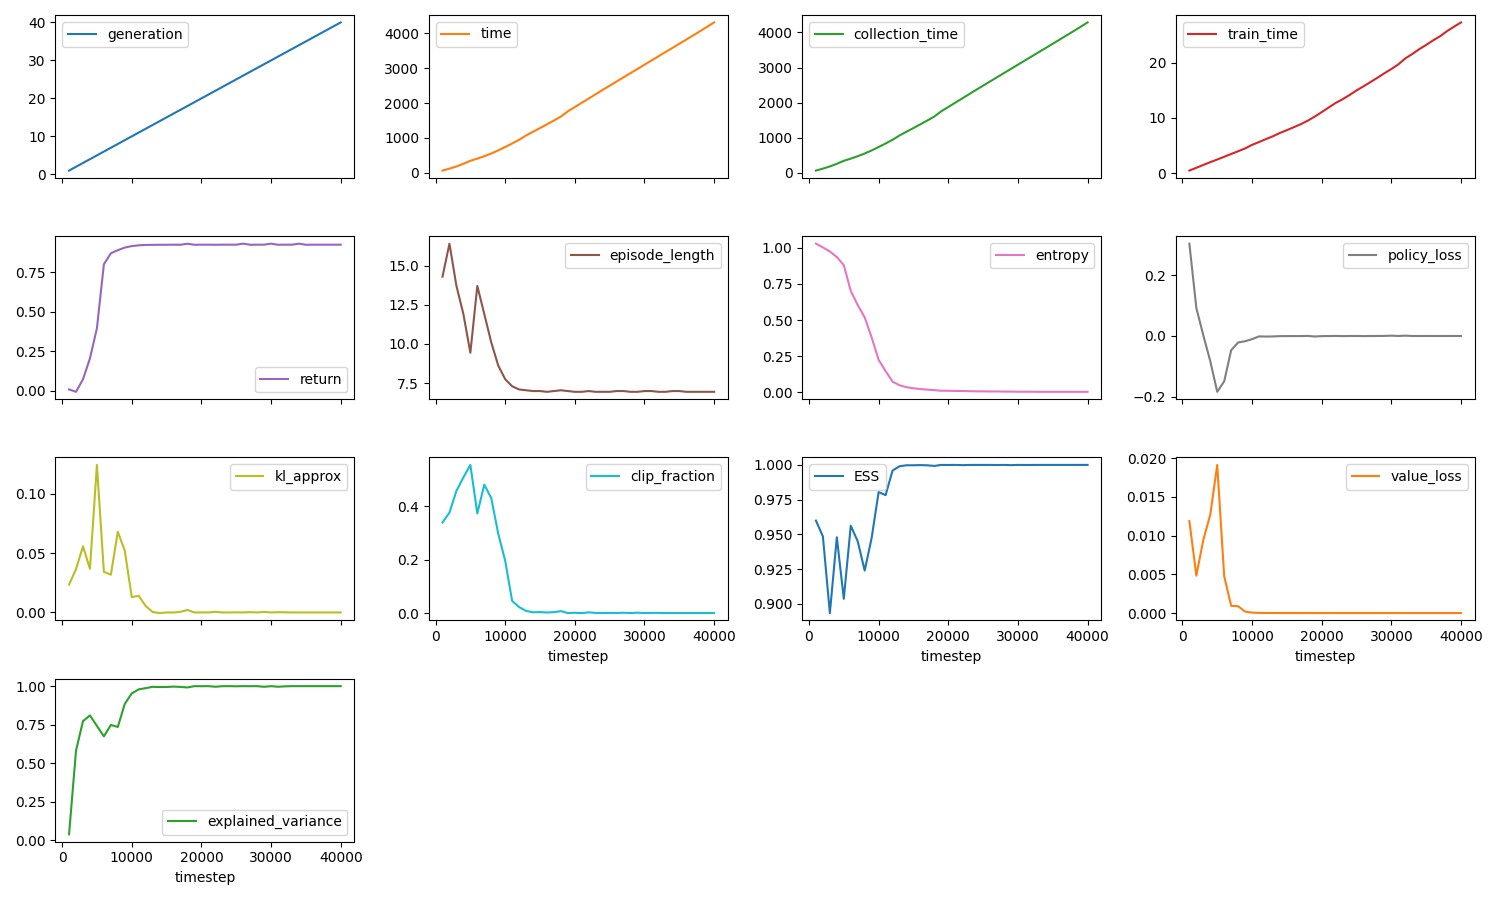 40
30
20
10
0
generation
4000
3000
2000
1000
0
time
4000
3000
2000
1000
0
collection_time
20
10
0
train_time
0.75
0.50
0.25
0.00
return
15.0
12.5
10.0
7.5
episode_length
1.00
0.75
0.50
0.25
0.00
entropy
0.2
0.0
−0.2
policy_loss
0.10
0.05
0.00
kl_approx
0.4
0.2
0.0
clip_fraction
0 10000 20000 30000 40000
timestep
1.000
0.975
0.950
0.925
0.900
ESS
0 10000 20000 30000 40000
timestep
0.020
0.015
0.010
0.005
0.000
value_loss
0 10000 20000 30000 40000
timestep
1.00
0.75
0.50
0.25
0.00
explained_variance
0 10000 20000 30000 40000
timestep